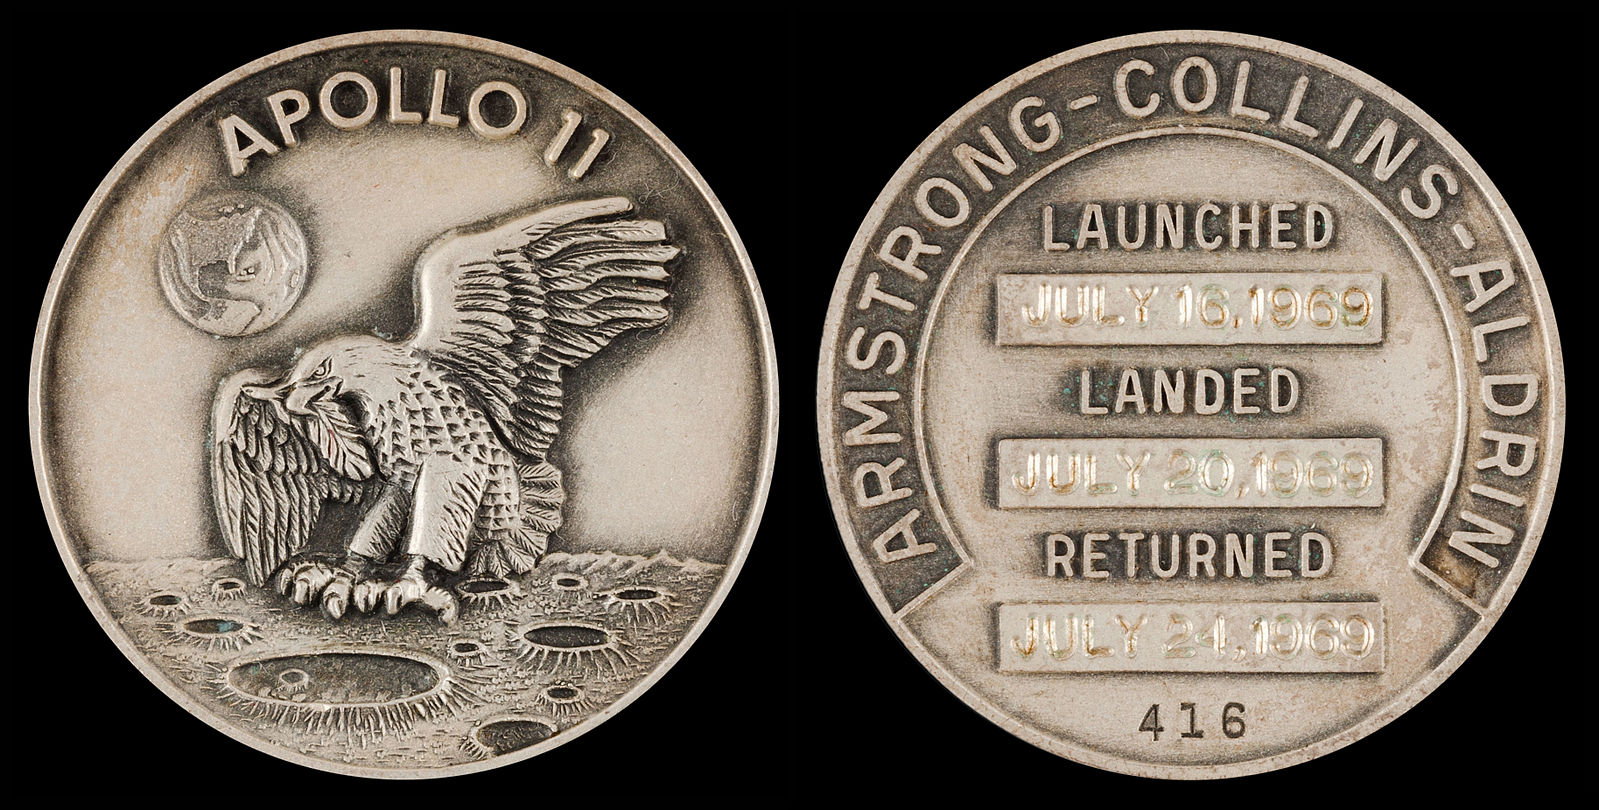 APOLLO 11
ARMSTRONG-COLLINS-ALDRIN
LAUNCHED
JULY 16,1969
LANDED
JULY 20,1969
RETURNED
JULY 24,1969
416